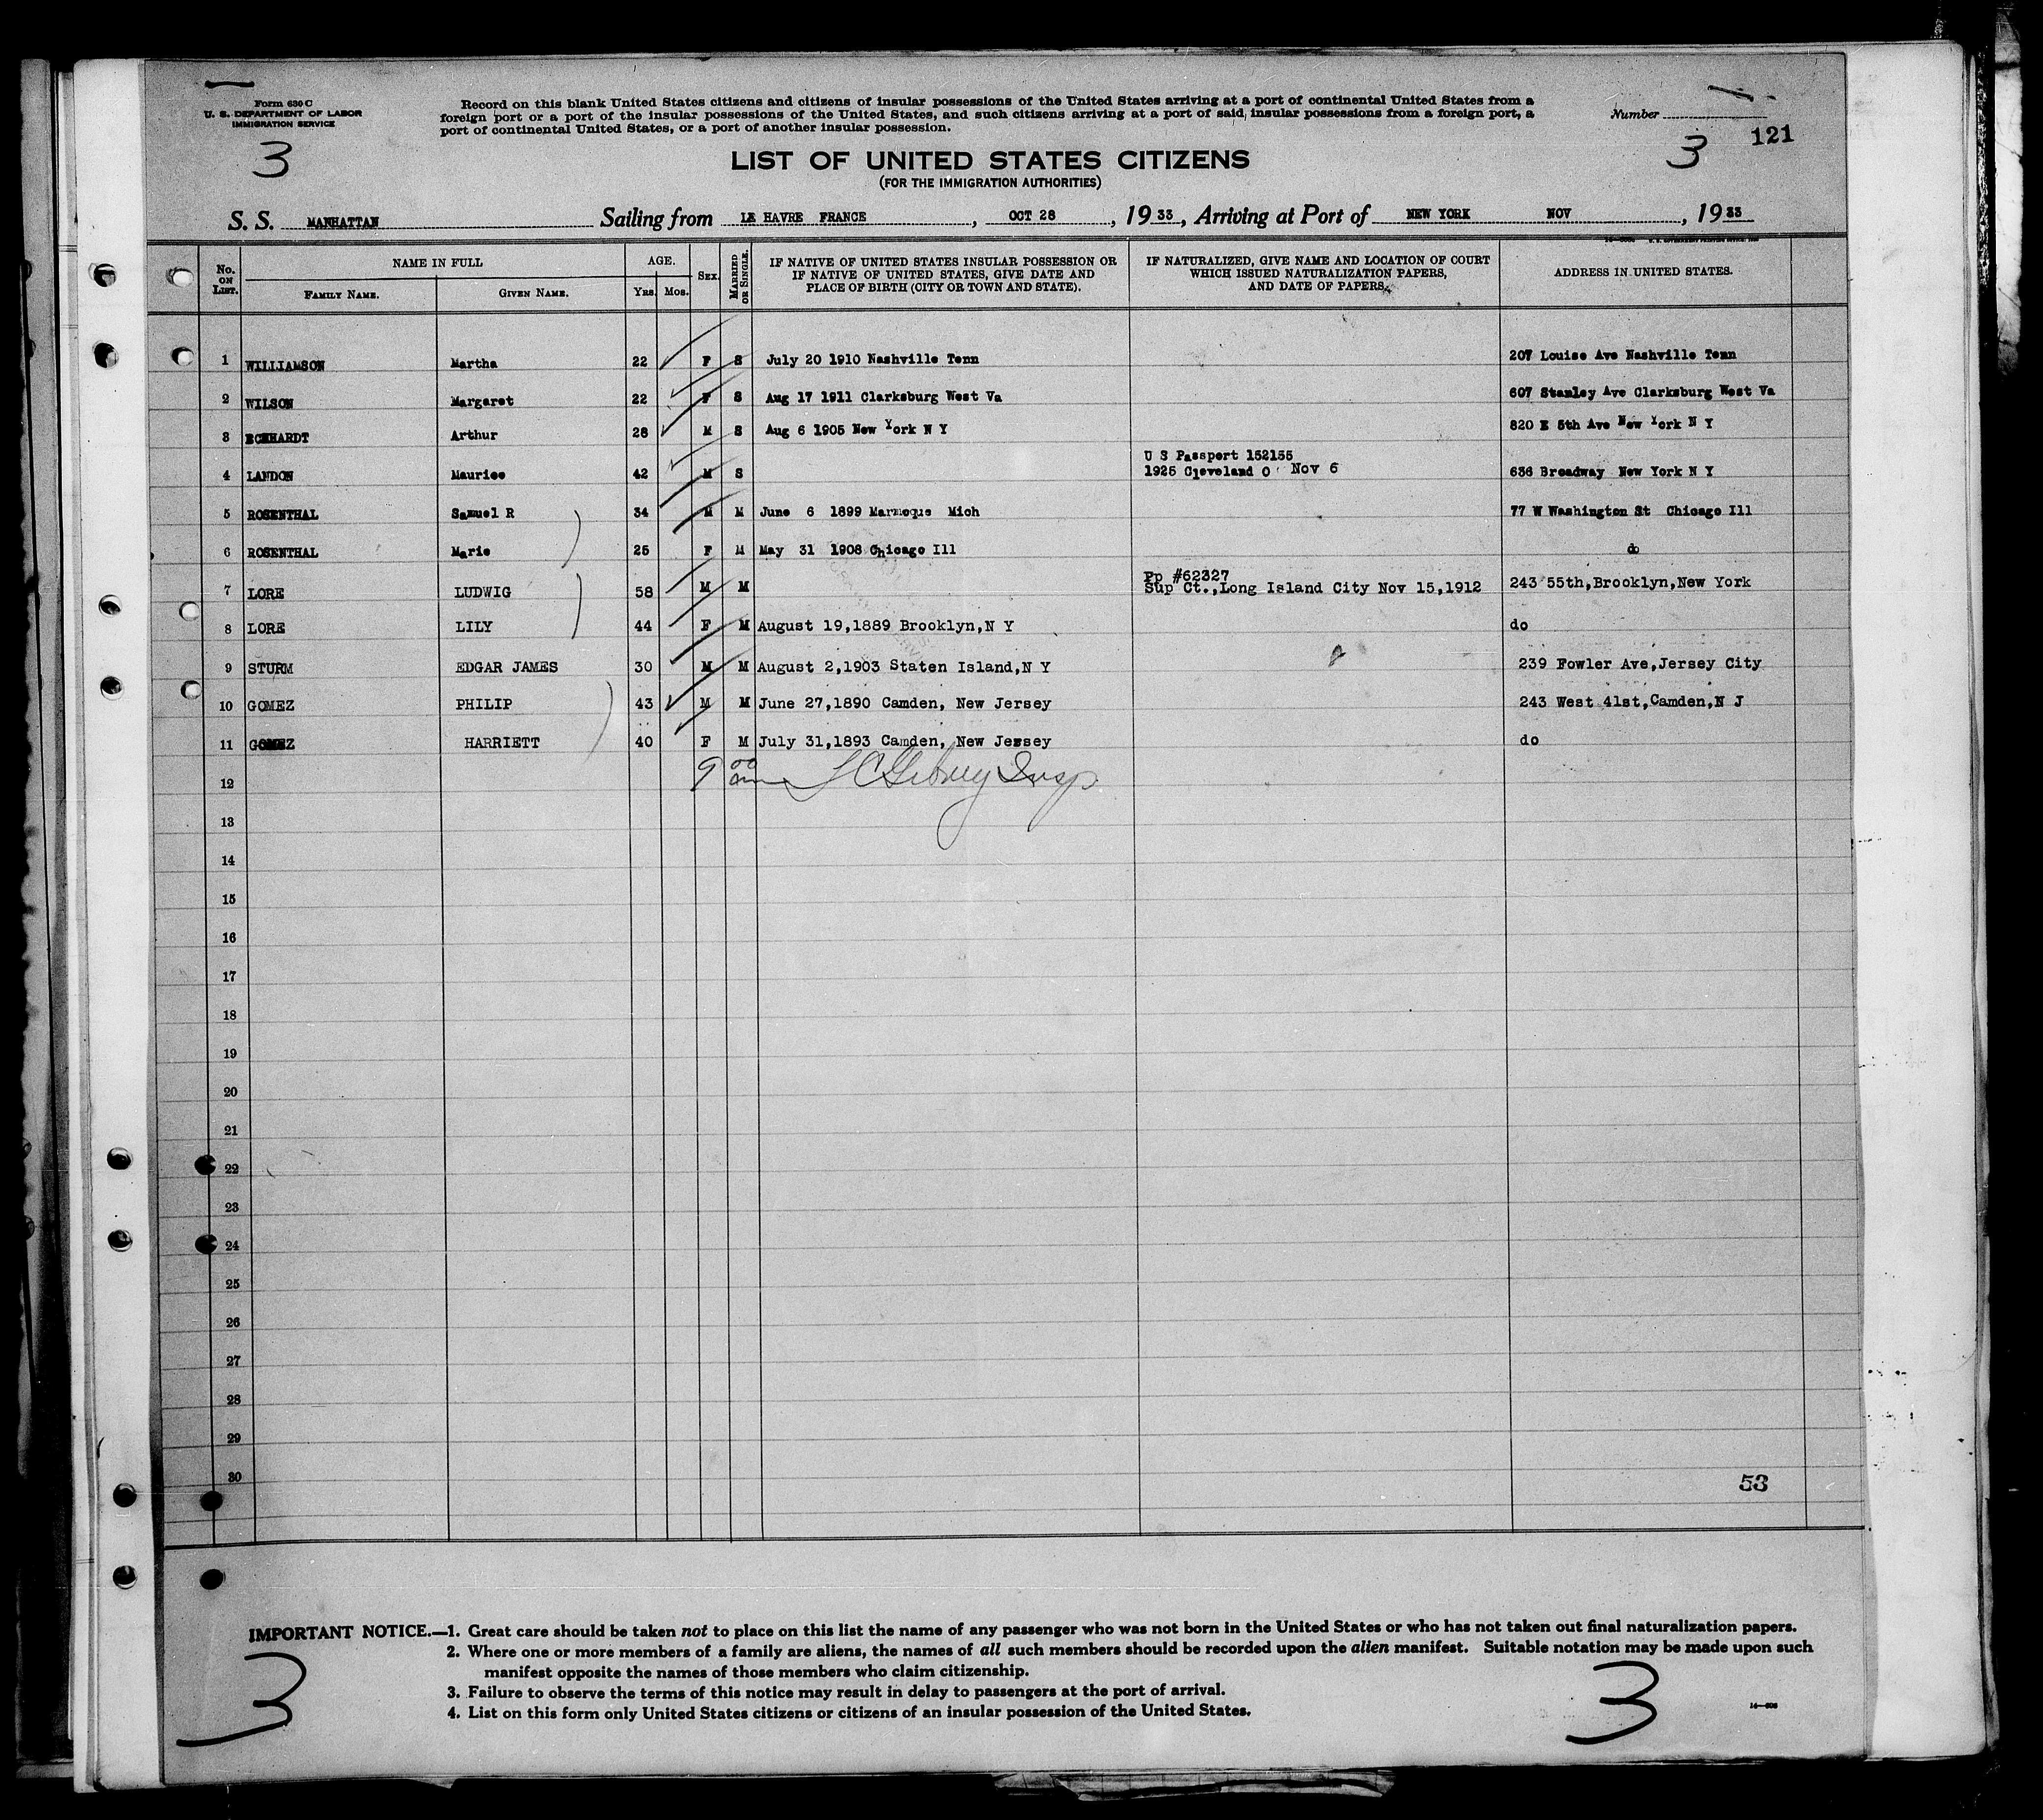 Form 630 C
U. S. DEPARTMENT OF LABOR
IMMIGRATION SERVICE
Record on this blank United States citizens and citizens of insular possessions of the United States arriving at a port of continental United States from a
foreign port or a port of the insular possessions of the United States, and such citizens arriving at a port of said insular possessions from a foreign port, a
port of continental United States, or a port of another insular possession.
Number
3
3 121
LIST OF UNITED STATES CITIZENS
(FOR THE IMMIGRATION AUTHORITIES)
S. S. MANHATTAN Sailing from LE HAVRE FRANCE , OCT 28 , 19 33 , Arriving at Port of NEW YORK NOV , 19 33
No. ON LIST. NAME IN FULL FAMILY NAME. GIVEN NAME. AGE. YRS. MOS. SEX. MARRIED OR SINGLE. IF NATIVE OF UNITED STATES INSULAR POSSESSION OR IF NATIVE OF UNITED STATES, GIVE DATE AND PLACE OF BIRTH (CITY OR TOWN AND STATE). IF NATURALIZED, GIVE NAME AND LOCATION OF COURT WHICH ISSUED NATURALIZATION PAPERS, AND DATE OF PAPERS. ADDRESS IN UNITED STATES.
1 WILLIAMSON Martha 22 F S July 20 1910 Nashville Tenn 207 Louise Ave Nashville Tenn
2 WILSON Margaret 22 F S Aug 17 1911 Clarksburg West Va 607 Stanley Ave Clarksburg West Va
3 ECKHARDT Arthur 28 M S Aug 6 1905 New York N Y 820 E 5th Ave New York N Y
U S Passport 152155
4 LANDON Maurice 42 M S 1925 Cleveland O Nov 6 636 Broadway New York N Y
5 ROSENTHAL Samuel R 34 M M June 6 1899 Mich 77 W Washington St Chicago Ill
6 ROSENTHAL Marie 25 F M May 31 1908 Chicago Ill do
Pp #62327
7 LORE LUDWIG 58 M M Sup Ct.,Long Island City Nov 15,1912 243 55th,Brooklyn,New York
8 LORE LILY 44 F M August 19,1889 Brooklyn,N Y do
9 STURM EDGAR JAMES 30 M M August 2,1903 Staten Island,N Y 239 Fowler Ave,Jersey City
10 GOMEZ PHILIP 43 M M June 27,1890 Camden, New Jersey 243 West 41st,Camden,N J
11 GOMEZ HARRIETT 40 F M July 31,1893 Camden, New Jersey do
12 9 00 am Insp
13
14
15
16
17
18
19
20
21
22
23
24
25
26
27
28
29
30
53
IMPORTANT NOTICE.—1. Great care should be taken not to place on this list the name of any passenger who was not born in the United States or who has not taken out final naturalization papers.
2. Where one or more members of a family are aliens, the names of all such members should be recorded upon the alien manifest. Suitable notation may be made upon such
manifest opposite the names of those members who claim citizenship.
3. Failure to observe the terms of this notice may result in delay to passengers at the port of arrival.
4. List on this form only United States citizens or citizens of an insular possession of the United States.
3
3